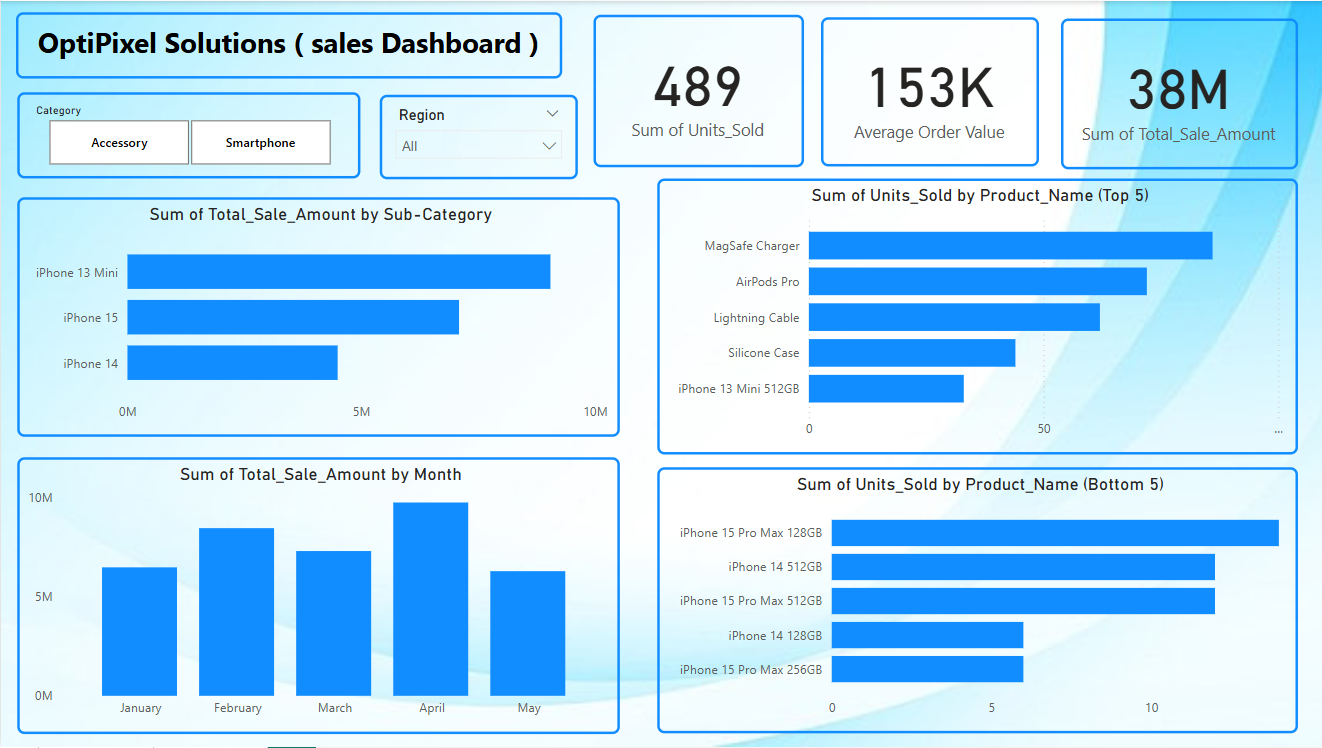 OptiPixel Solutions ( sales Dashboard )
Category
Accessory
Smartphone
Region
All
489
Sum of Units_Sold
153K
Average Order Value
38M
Sum of Total_Sale_Amount
Sum of Total_Sale_Amount by Sub-Category
iPhone 13 Mini
iPhone 15
iPhone 14
0M 5M 10M
Sum of Units_Sold by Product_Name (Top 5)
MagSafe Charger
AirPods Pro
Lightning Cable
Silicone Case
iPhone 13 Mini 512GB
0 50 ...
Sum of Total_Sale_Amount by Month
10M
5M
0M
January February March April May
Sum of Units_Sold by Product_Name (Bottom 5)
iPhone 15 Pro Max 128GB
iPhone 14 512GB
iPhone 15 Pro Max 512GB
iPhone 14 128GB
iPhone 15 Pro Max 256GB
0 5 10